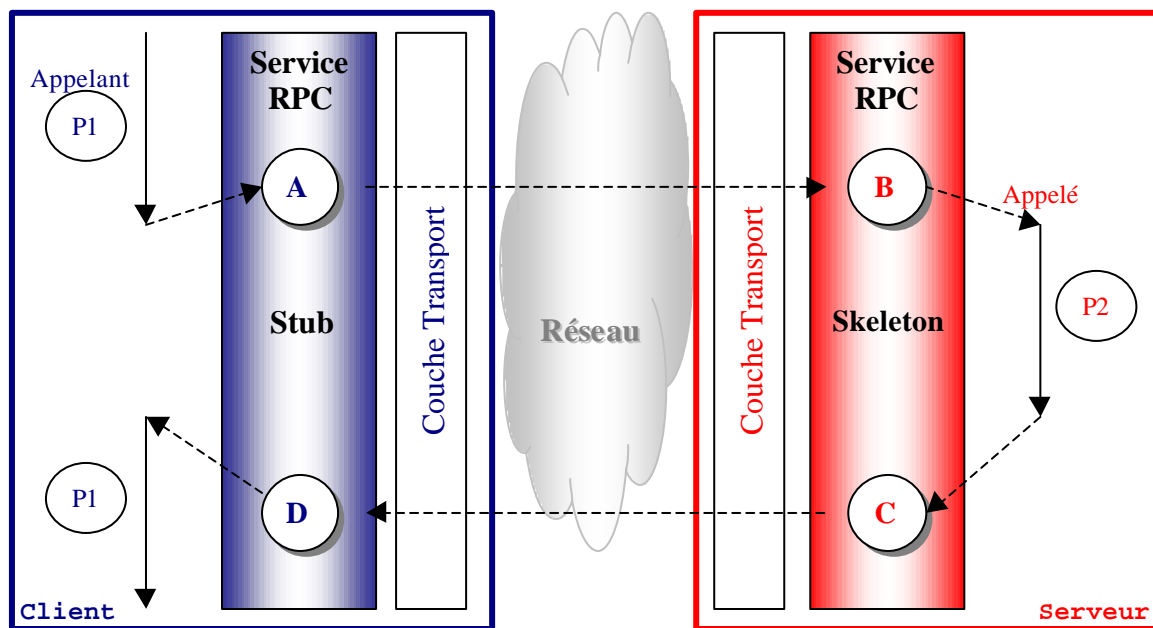 Appelant
P1
Service
RPC
A
Stub
D
P1
Client
Couche Transport
Réseau
Couche Transport
Service
RPC
B
Appelé
P2
Skeleton
C
Serveur